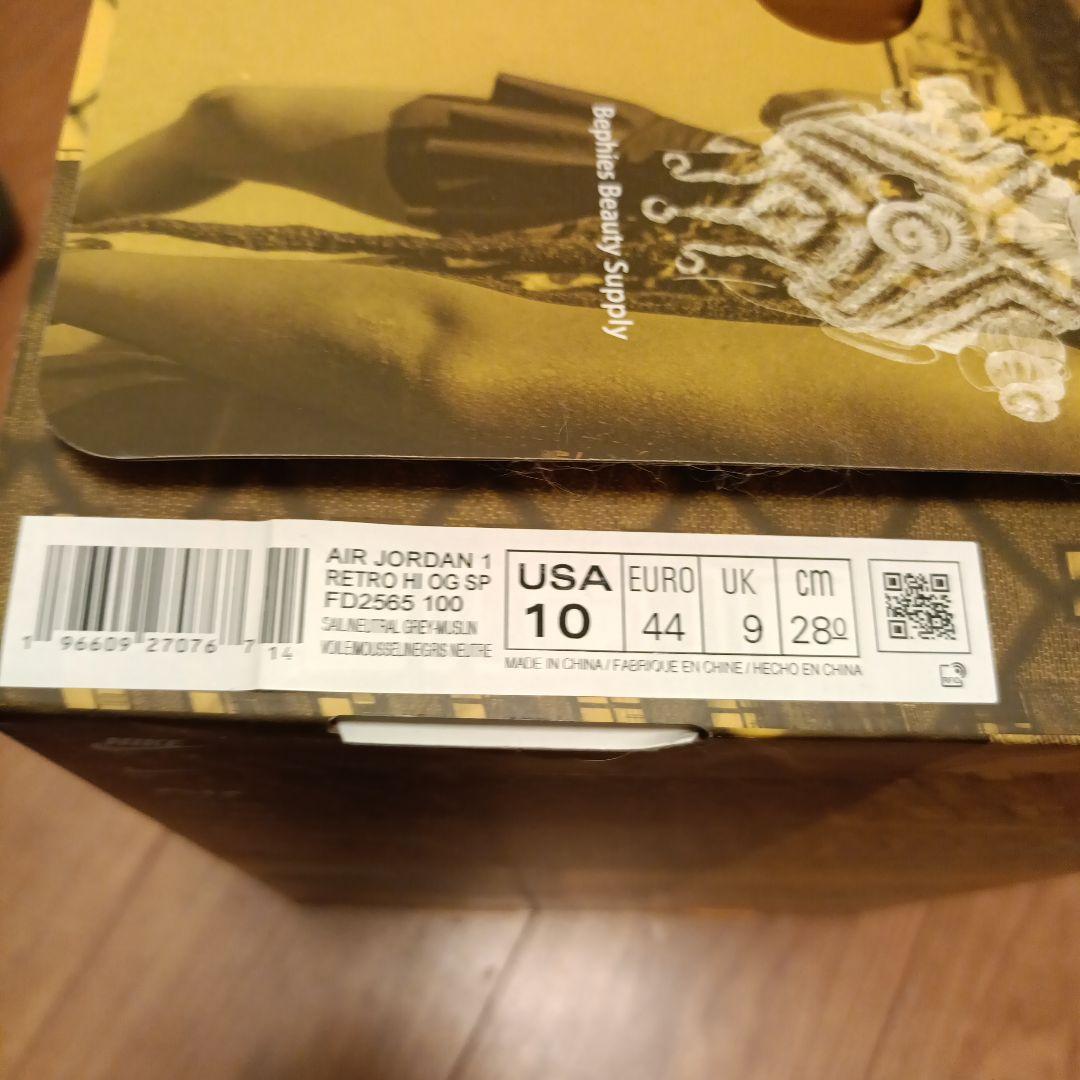 Bephies Beauty Supply
AIR JORDAN 1
RETRO HI OG SP
FD2565 100
SAIL/NEUTRAL GREY-MUSLIN
VOILE/MOUSSELINE/GRIS NEUTRE
1 96609 27076 7 14
USA
10
EURO
44
UK
9
cm
28º
MADE IN CHINA / FABRIQUE EN CHINE / HECHO EN CHINA
RFID